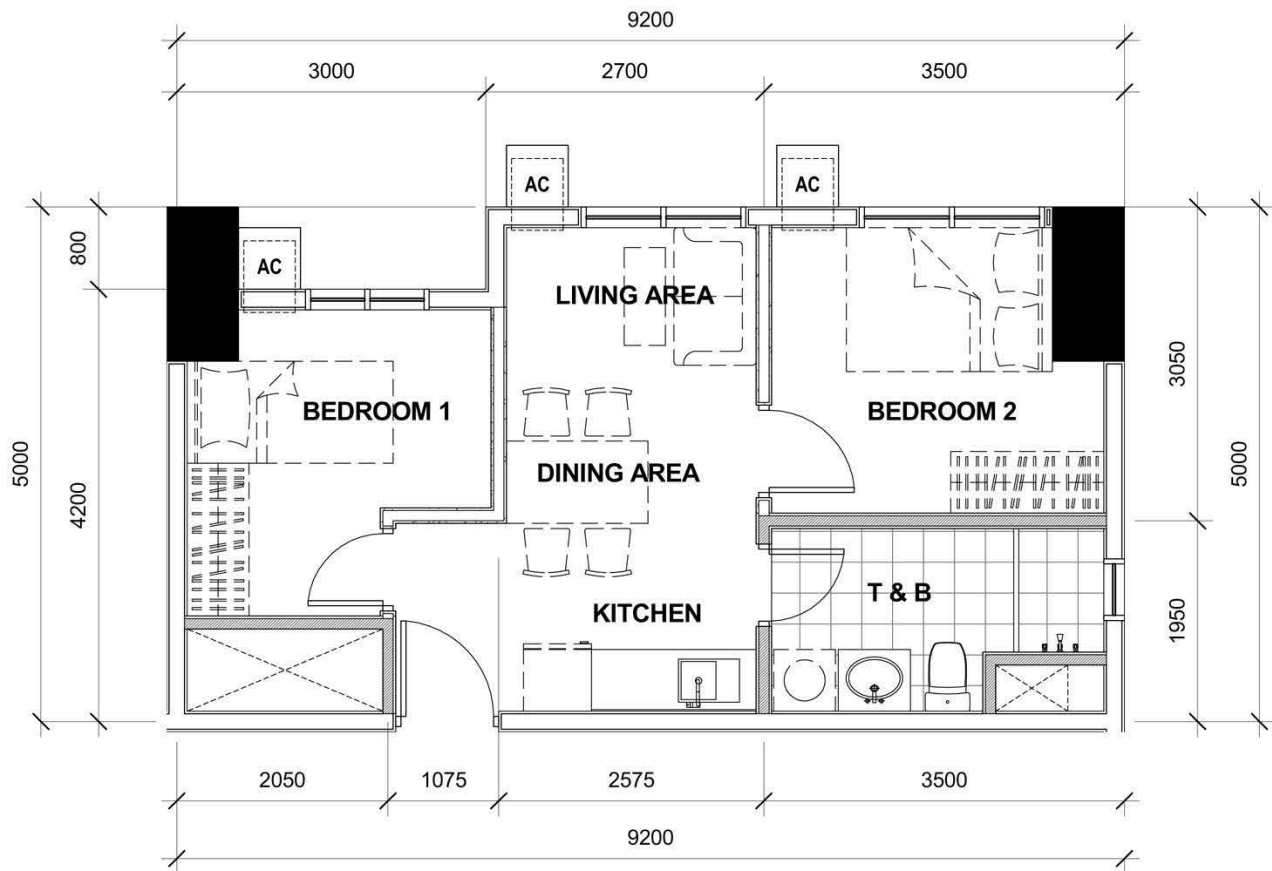 9200
3000 2700 3500
AC AC
AC
LIVING AREA
BEDROOM 1 BEDROOM 2
DINING AREA
KITCHEN
T & B
800
4200
5000
3050
1950
5000
2050 1075 2575 3500
9200